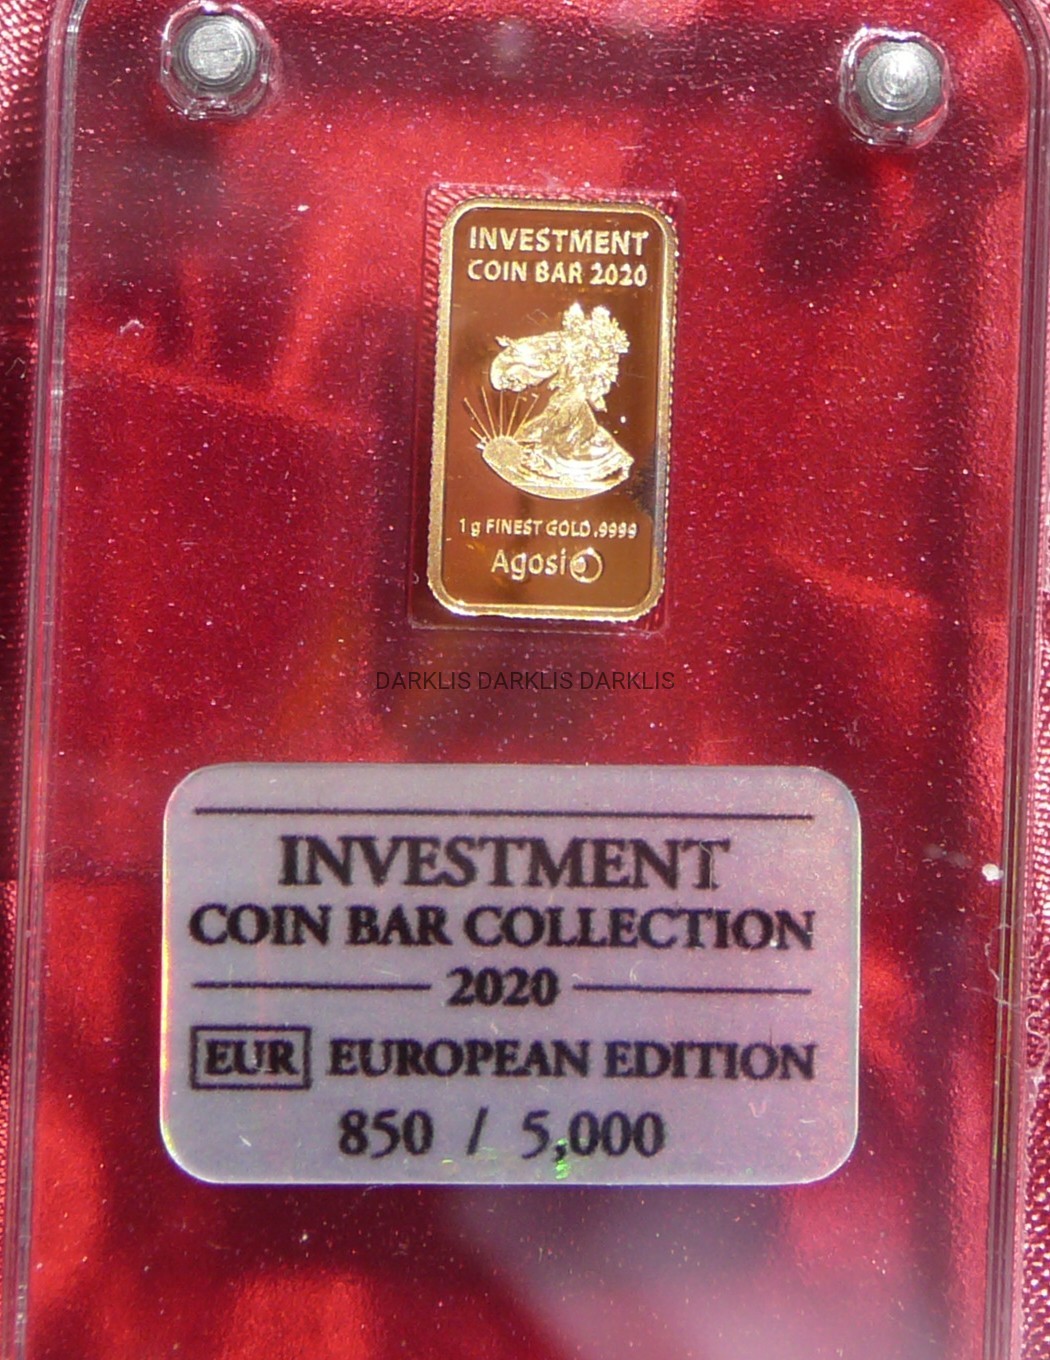 INVESTMENT
COIN BAR 2020
1 g FINEST GOLD .9999
Agosi
DARKLIS DARKLIS DARKLIS
INVESTMENT
COIN BAR COLLECTION
2020
EUR EUROPEAN EDITION
850 / 5,000